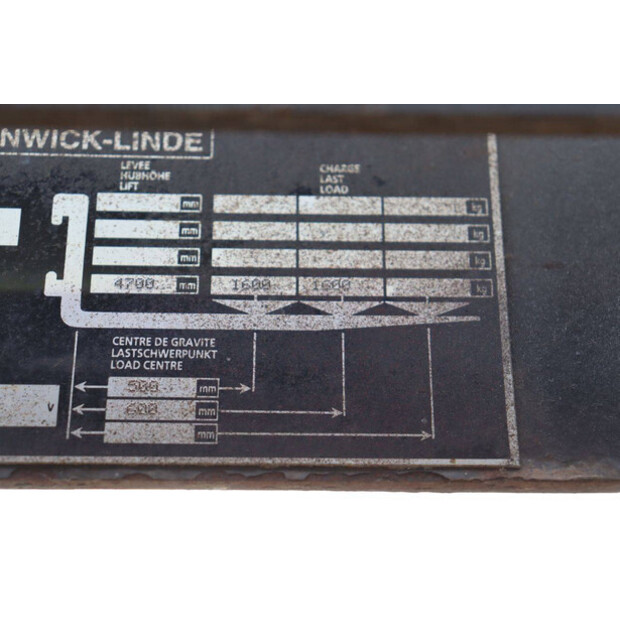 NWICK-LINDE
LEVEE
HUBHÖHE
LIFT
CHARGE
LAST
LOAD
mm kg
mm kg
mm kg
4700 mm 1600 1600 kg
CENTRE DE GRAVITE
LASTSCHWERPUNKT
LOAD CENTRE
500 mm
600 mm
mm
V